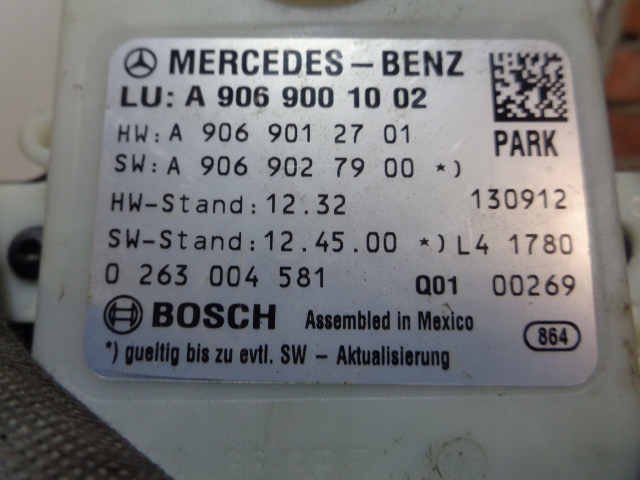 MERCEDES-BENZ
LU: A 906 900 10 02
HW: A 906 901 27 01
SW: A 906 902 79 00 *)
PARK
HW-Stand: 12.32 130912
SW-Stand: 12.45.00 *) L4 1780
0 263 004 581 Q01 00269
BOSCH Assembled in Mexico
864
*) gueltig bis zu evtl. SW - Aktualisierung